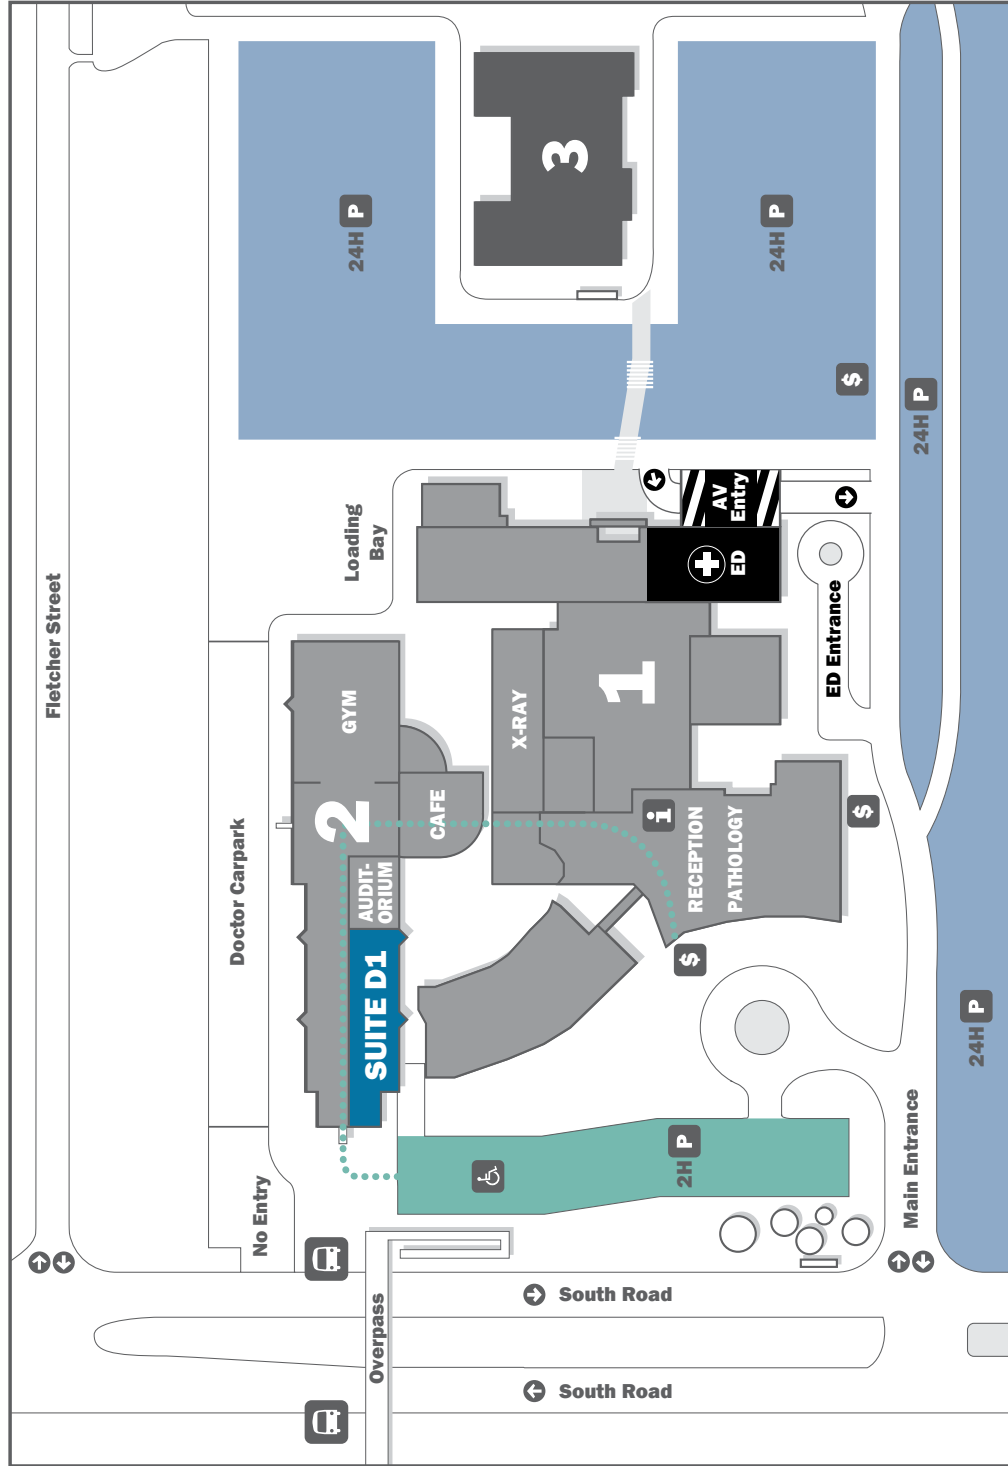 3
P
24H
P
24H
$
P
24H
Loading
Bay
AV
Entry
ED
Fletcher Street
ED Entrance
GYM
X-RAY
1
2
CAFE
i
RECEPTION
PATHOLOGY
$
Doctor Carpark
AUDIT-
ORIUM
SUITE D1
$
P
24H
2H P
Main Entrance
No Entry
South Road
Overpass
South Road